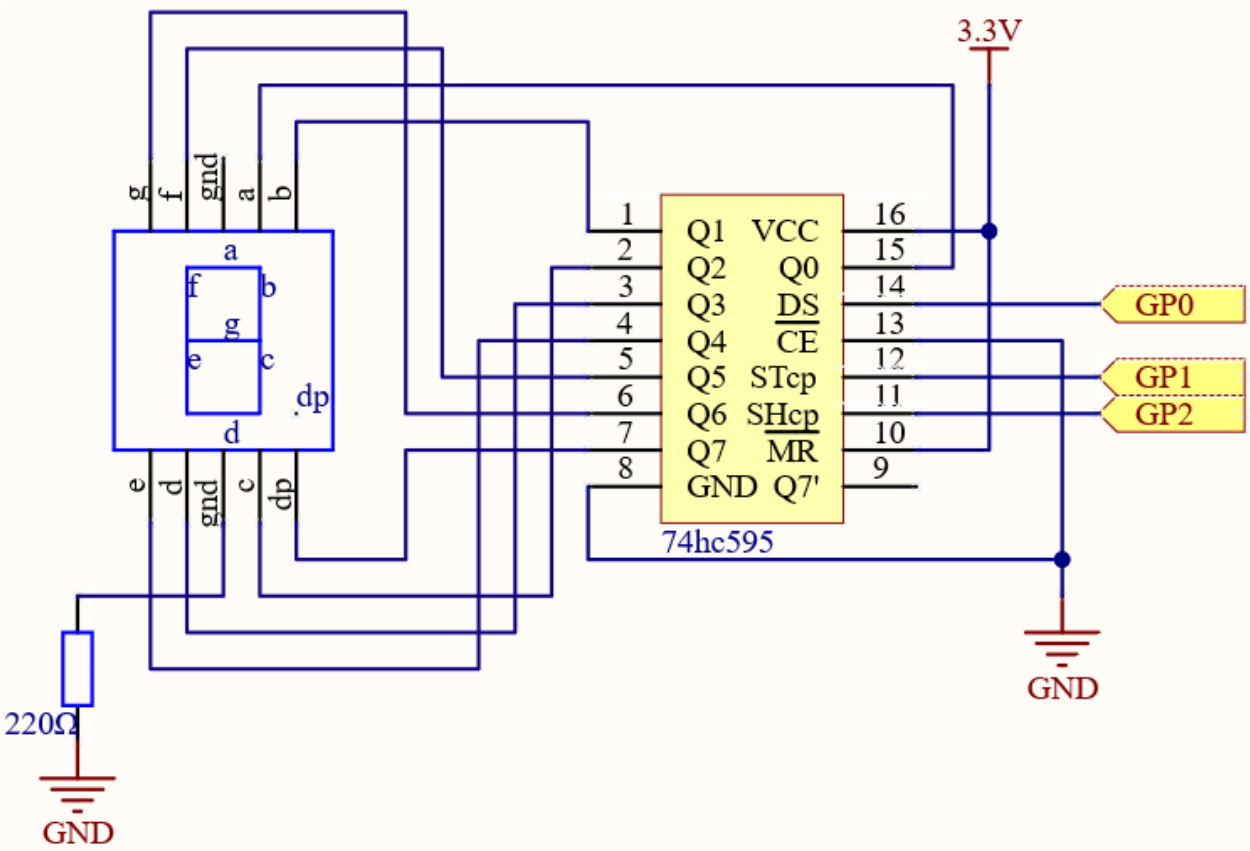 3.3V
g f gnd a b
a
f b
g
e c
dp
d
e d gnd c dp
220Ω
GND
1 Q1 VCC 16
2 Q2 Q0 15
3 Q3 DS 14
4 Q4 CE 13
5 Q5 STcp 12
6 Q6 SHcp 11
7 Q7 MR 10
8 GND Q7' 9
74hc595
GP0
GP1
GP2
GND